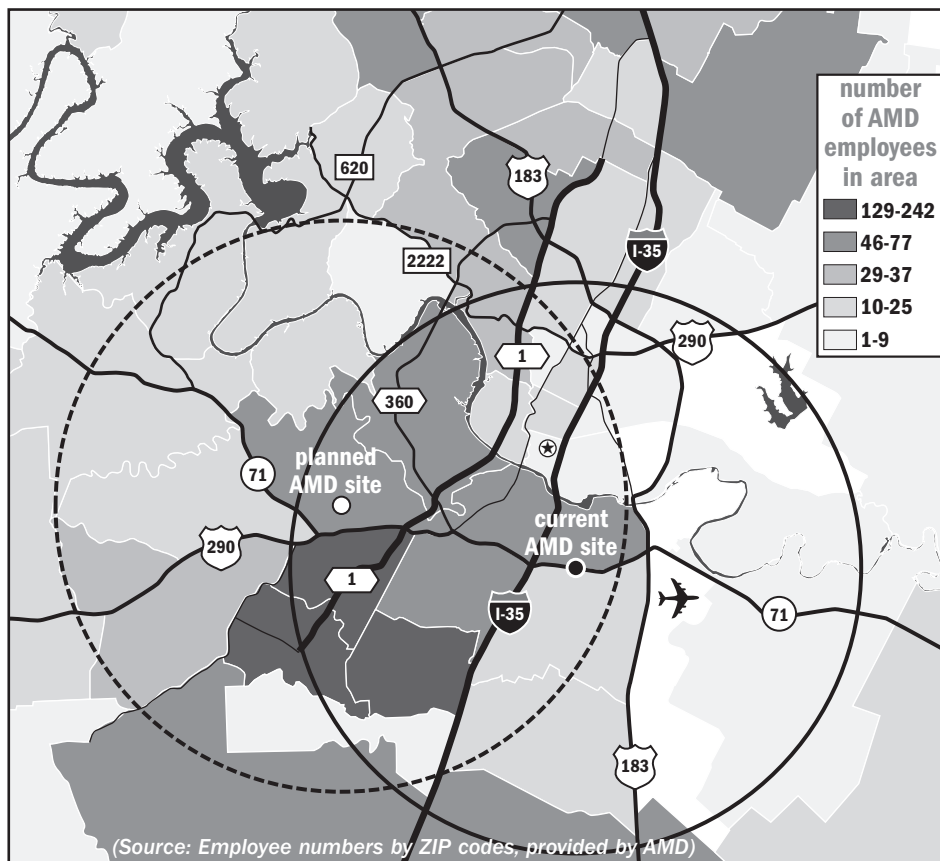 number
of AMD
employees
in area
129-242
46-77
29-37
10-25
1-9
620
183
I-35
2222
290
1
360
planned
AMD site
71
current
AMD site
290
1
I-35
71
183
(Source: Employee numbers by ZIP codes, provided by AMD)